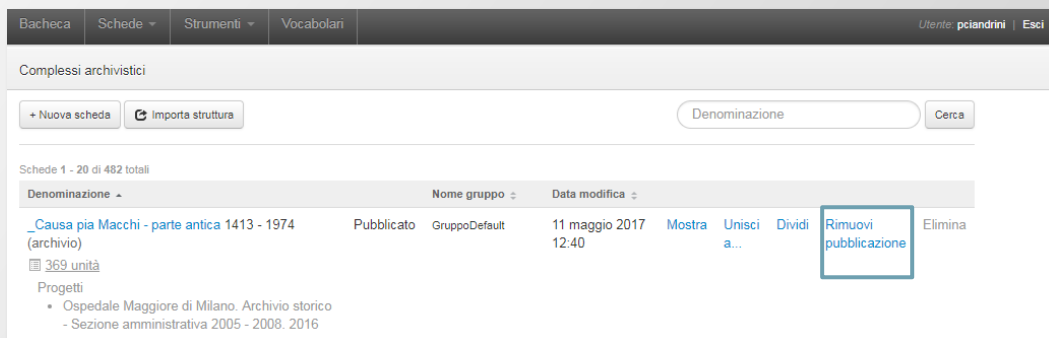 Bacheca Schede Strumenti Vocabolari Utente: pciandrini | Esci
Complessi archivistici
+ Nuova scheda Importa struttura Denominazione Cerca
Schede 1 - 20 di 482 totali
Denominazione Nome gruppo Data modifica
_Causa pia Macchi - parte antica 1413 - 1974 Pubblicato GruppoDefault 11 maggio 2017 Mostra Unisci Dividi Rimuovi Elimina
(archivio) 12:40 a... pubblicazione
369 unità
Progetti
• Ospedale Maggiore di Milano. Archivio storico
- Sezione amministrativa 2005 - 2008. 2016